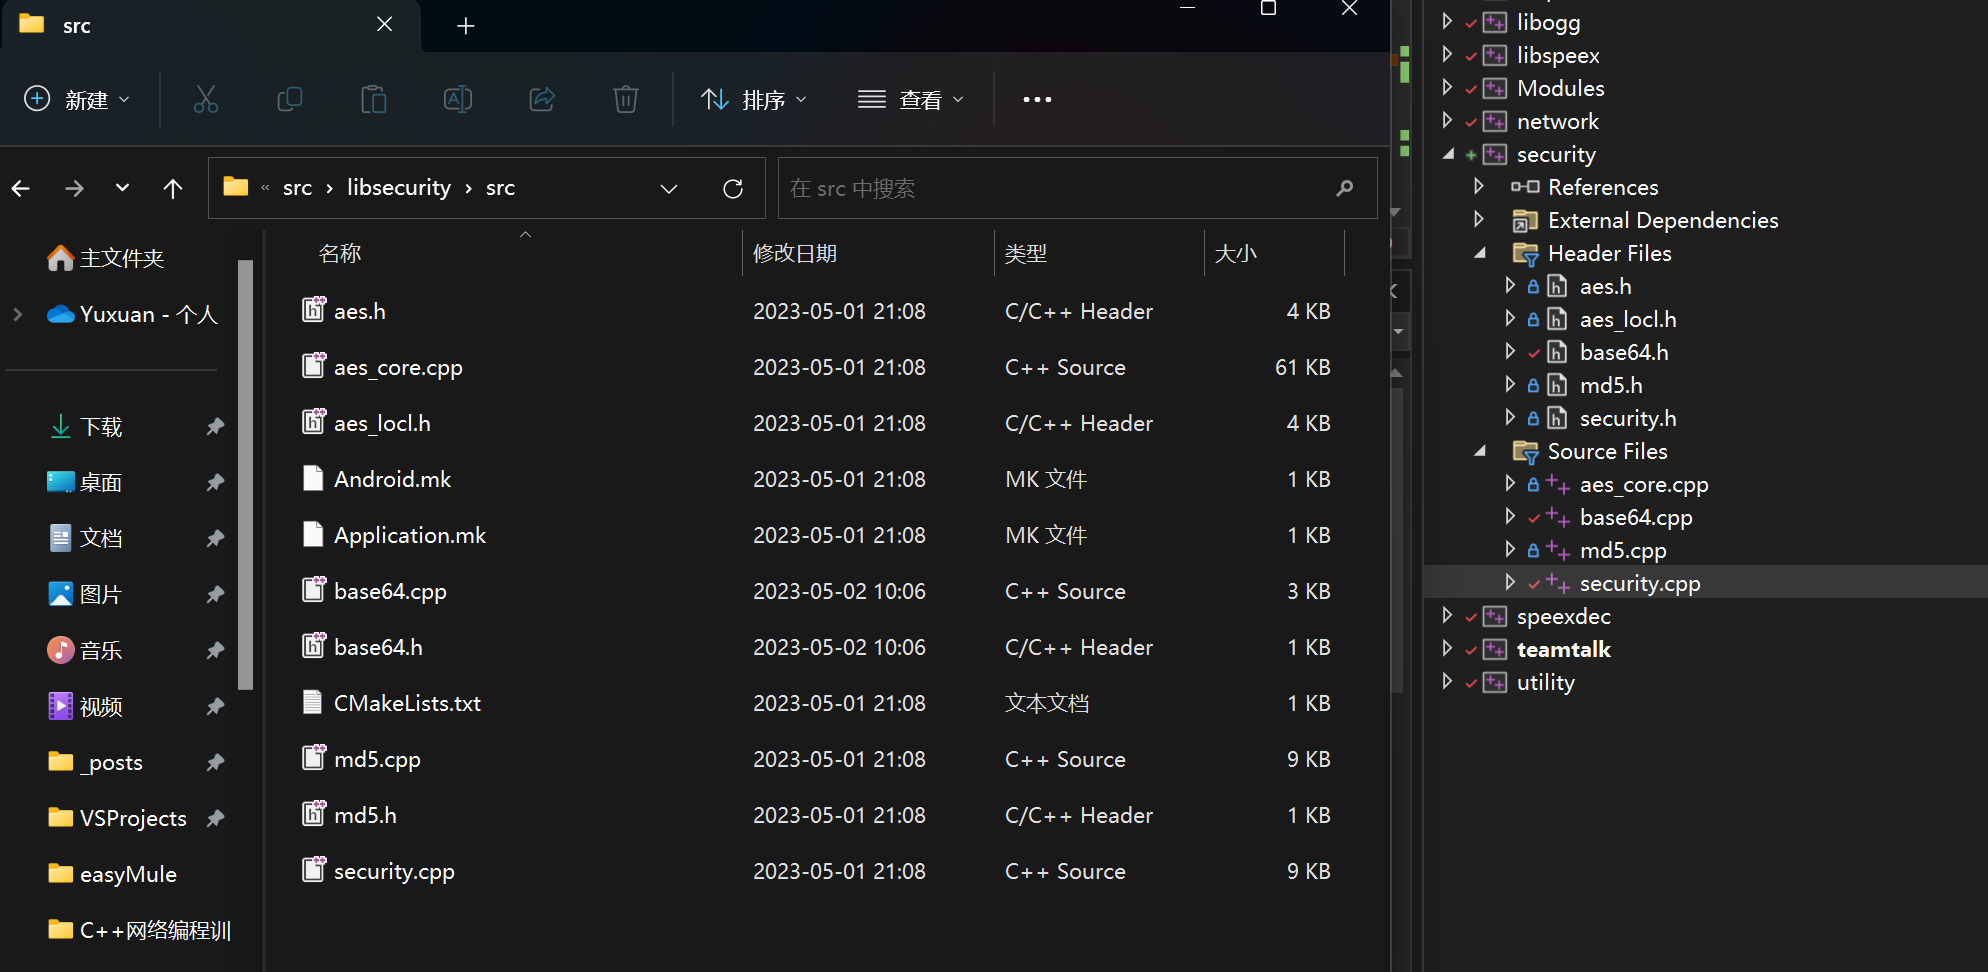 src
新建
排序
查看
src › libsecurity › src
在 src 中搜索
主文件夹
Yuxuan - 个人
下载
桌面
文档
图片
音乐
视频
_posts
VSProjects
easyMule
C++网络编程训
名称 修改日期 类型 大小
aes.h 2023-05-01 21:08 C/C++ Header 4 KB
aes_core.cpp 2023-05-01 21:08 C++ Source 61 KB
aes_locl.h 2023-05-01 21:08 C/C++ Header 4 KB
Android.mk 2023-05-01 21:08 MK 文件 1 KB
Application.mk 2023-05-01 21:08 MK 文件 1 KB
base64.cpp 2023-05-02 10:06 C++ Source 3 KB
base64.h 2023-05-02 10:06 C/C++ Header 1 KB
CMakeLists.txt 2023-05-01 21:08 文本文档 1 KB
md5.cpp 2023-05-01 21:08 C++ Source 9 KB
md5.h 2023-05-01 21:08 C/C++ Header 1 KB
security.cpp 2023-05-01 21:08 C++ Source 9 KB
libogg
libspeex
Modules
network
security
References
External Dependencies
Header Files
aes.h
aes_locl.h
base64.h
md5.h
security.h
Source Files
aes_core.cpp
base64.cpp
md5.cpp
security.cpp
speexdec
teamtalk
utility